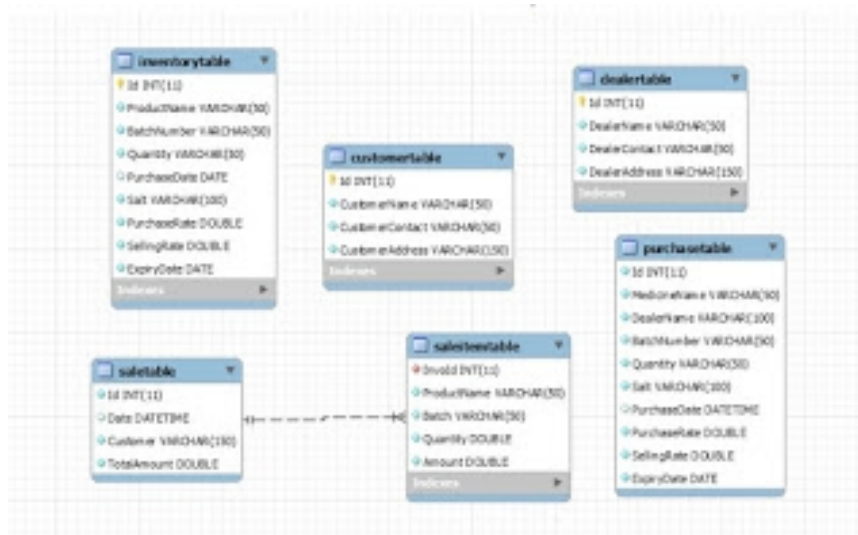 inventorytable
Id INT(11)
ProductName VARCHAR(50)
BatchNumber VARCHAR(50)
Quantity VARCHAR(50)
PurchaseDate DATE
Salt VARCHAR(100)
PurchaseRate DOUBLE
SellingRate DOUBLE
ExpiryDate DATE
Indexes
customertable
Id INT(11)
CustomerName VARCHAR(50)
CustomerContact VARCHAR(50)
CustomerAddress VARCHAR(150)
Indexes
dealertable
Id INT(11)
DealerName VARCHAR(50)
DealerContact VARCHAR(50)
DealerAddress VARCHAR(150)
Indexes
purchasetable
Id INT(11)
MedicineName VARCHAR(50)
DealerName VARCHAR(100)
BatchNumber VARCHAR(50)
Quantity VARCHAR(50)
Salt VARCHAR(100)
PurchaseDate DATETIME
PurchaseRate DOUBLE
SellingRate DOUBLE
ExpiryDate DATE
saletable
Id INT(11)
Date DATETIME
Customer VARCHAR(150)
TotalAmount DOUBLE
saleitemtable
InvoId INT(11)
ProductName VARCHAR(50)
Batch VARCHAR(50)
Quantity DOUBLE
Amount DOUBLE
Indexes